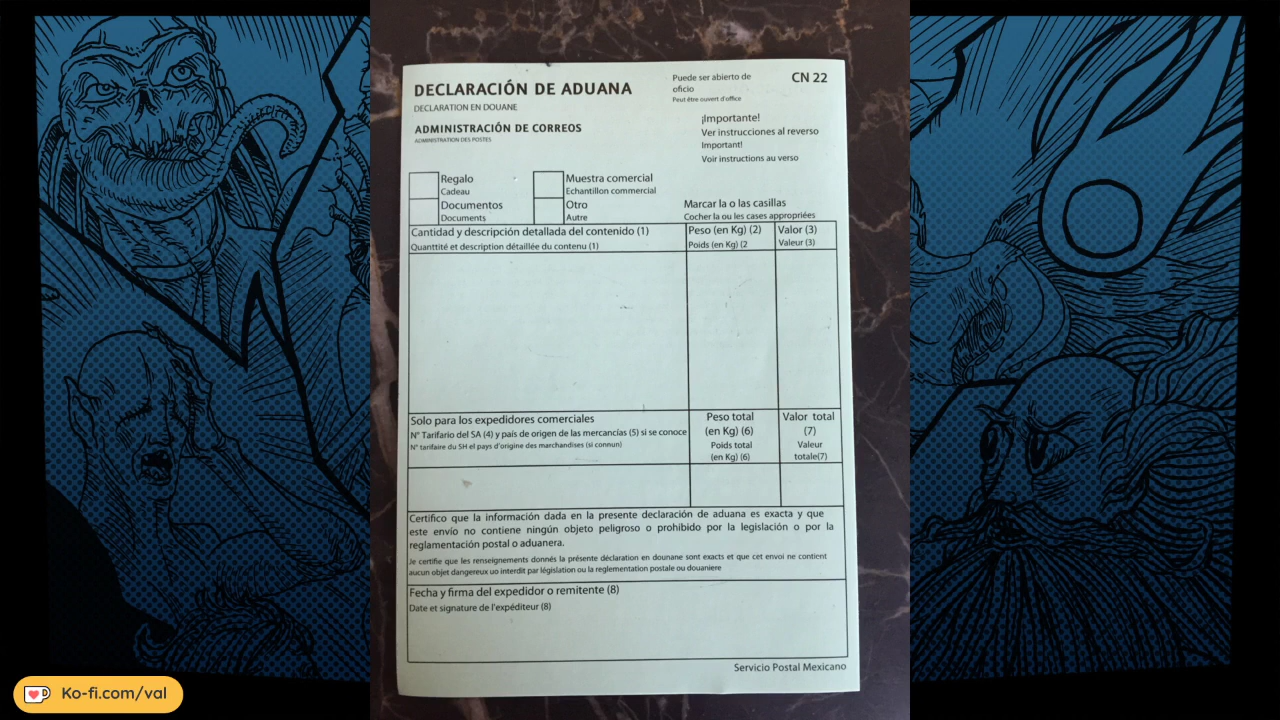 DECLARACIÓN DE ADUANA
DECLARATION EN DOUANE
ADMINISTRACIÓN DE CORREOS
ADMINISTRATION DES POSTES
Puede ser abierto de
oficio
Peut être ouvert d'office
CN 22
¡Importante!
Ver instrucciones al reverso
Important!
Voir instructions au verso
Regalo
Cadeau
Muestra comercial
Echantillon commercial
Documentos
Documents
Otro
Autre
Marcar la o las casillas
Cocher la ou les cases appropriées
Cantidad y descripción detallada del contenido (1)
Quanttité et description détaillée du contenu (1)
Peso (en Kg) (2)
Poids (en Kg) (2
Valor (3)
Valeur (3)
Solo para los expedidores comerciales
N° Tarifario del SA (4) y país de origen de las mercancías (5) si se conoce
N° tarifaire du SH el pays d'origine des marchandises (si connun)
Peso total
(en Kg) (6)
Poids total
(en Kg) (6)
Valor total
(7)
Valeur
totale(7)
Certifico que la información dada en la presente declaración de aduana es exacta y que
este envío no contiene ningún objeto peligroso o prohibido por la legislación o por la
reglamentación postal o aduanera.
Je certifie que les renseignements donnés la présente déclaration en dounane sont exacts et que cet envoi ne contient
aucun objet dangereux uo interdit par législation ou la reglementation postale ou douaniere
Fecha y firma del expedidor o remitente (8)
Date et signature de l'expéditeur (8)
Servicio Postal Mexicano
Ko-fi.com/val